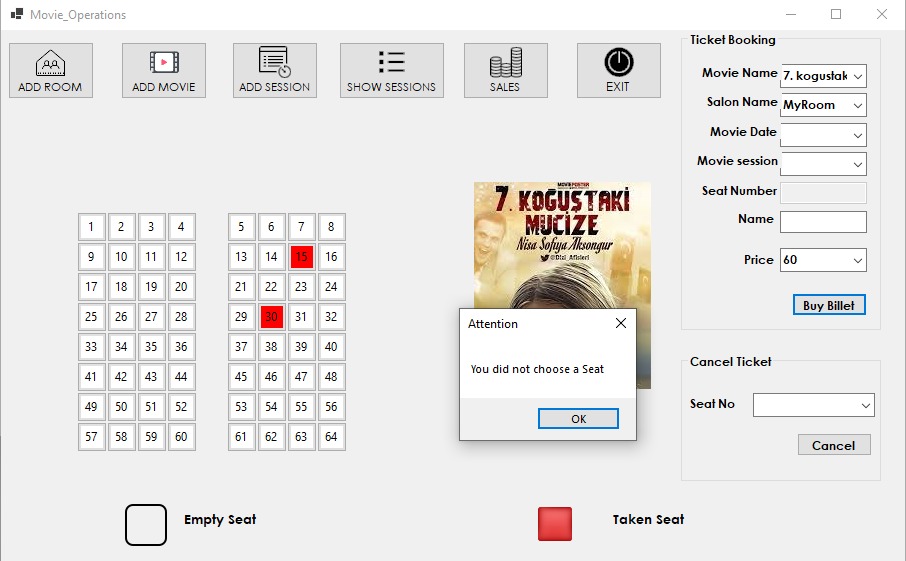 Movie_Operations
ADD ROOM
ADD MOVIE
ADD SESSION
SHOW SESSIONS
SALES
EXIT
Ticket Booking
Movie Name 7. kogustak
Salon Name MyRoom
Movie Date
Movie session
Seat Number
Name
Price 60
Buy Billet
1 2 3 4 5 6 7 8
9 10 11 12 13 14 15 16
17 18 19 20 21 22 23 24
25 26 27 28 29 30 31 32
33 34 35 36 37 38 39 40
41 42 43 44 45 46 47 48
49 50 51 52 53 54 55 56
57 58 59 60 61 62 63 64
MOVIEPOSTER
7. KOĞUŞTAKİ
MUCİZE
Nisa Sofiya Aksongur
@Dizi_Afisleri
Attention
You did not choose a Seat
OK
Cancel Ticket
Seat No
Cancel
Empty Seat
Taken Seat